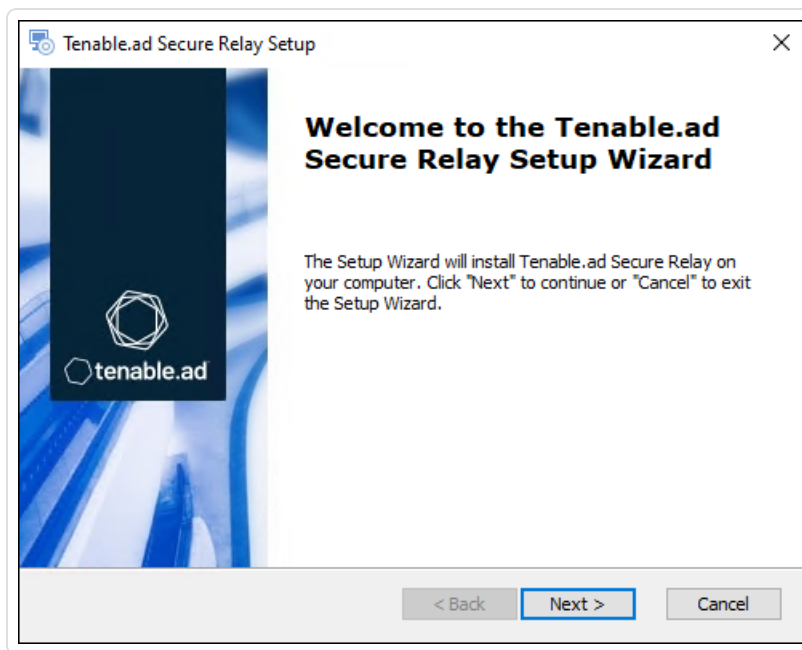 Tenable.ad Secure Relay Setup
Welcome to the Tenable.ad
Secure Relay Setup Wizard
The Setup Wizard will install Tenable.ad Secure Relay on
your computer. Click "Next" to continue or "Cancel" to exit
the Setup Wizard.
tenable.ad
< Back
Next >
Cancel